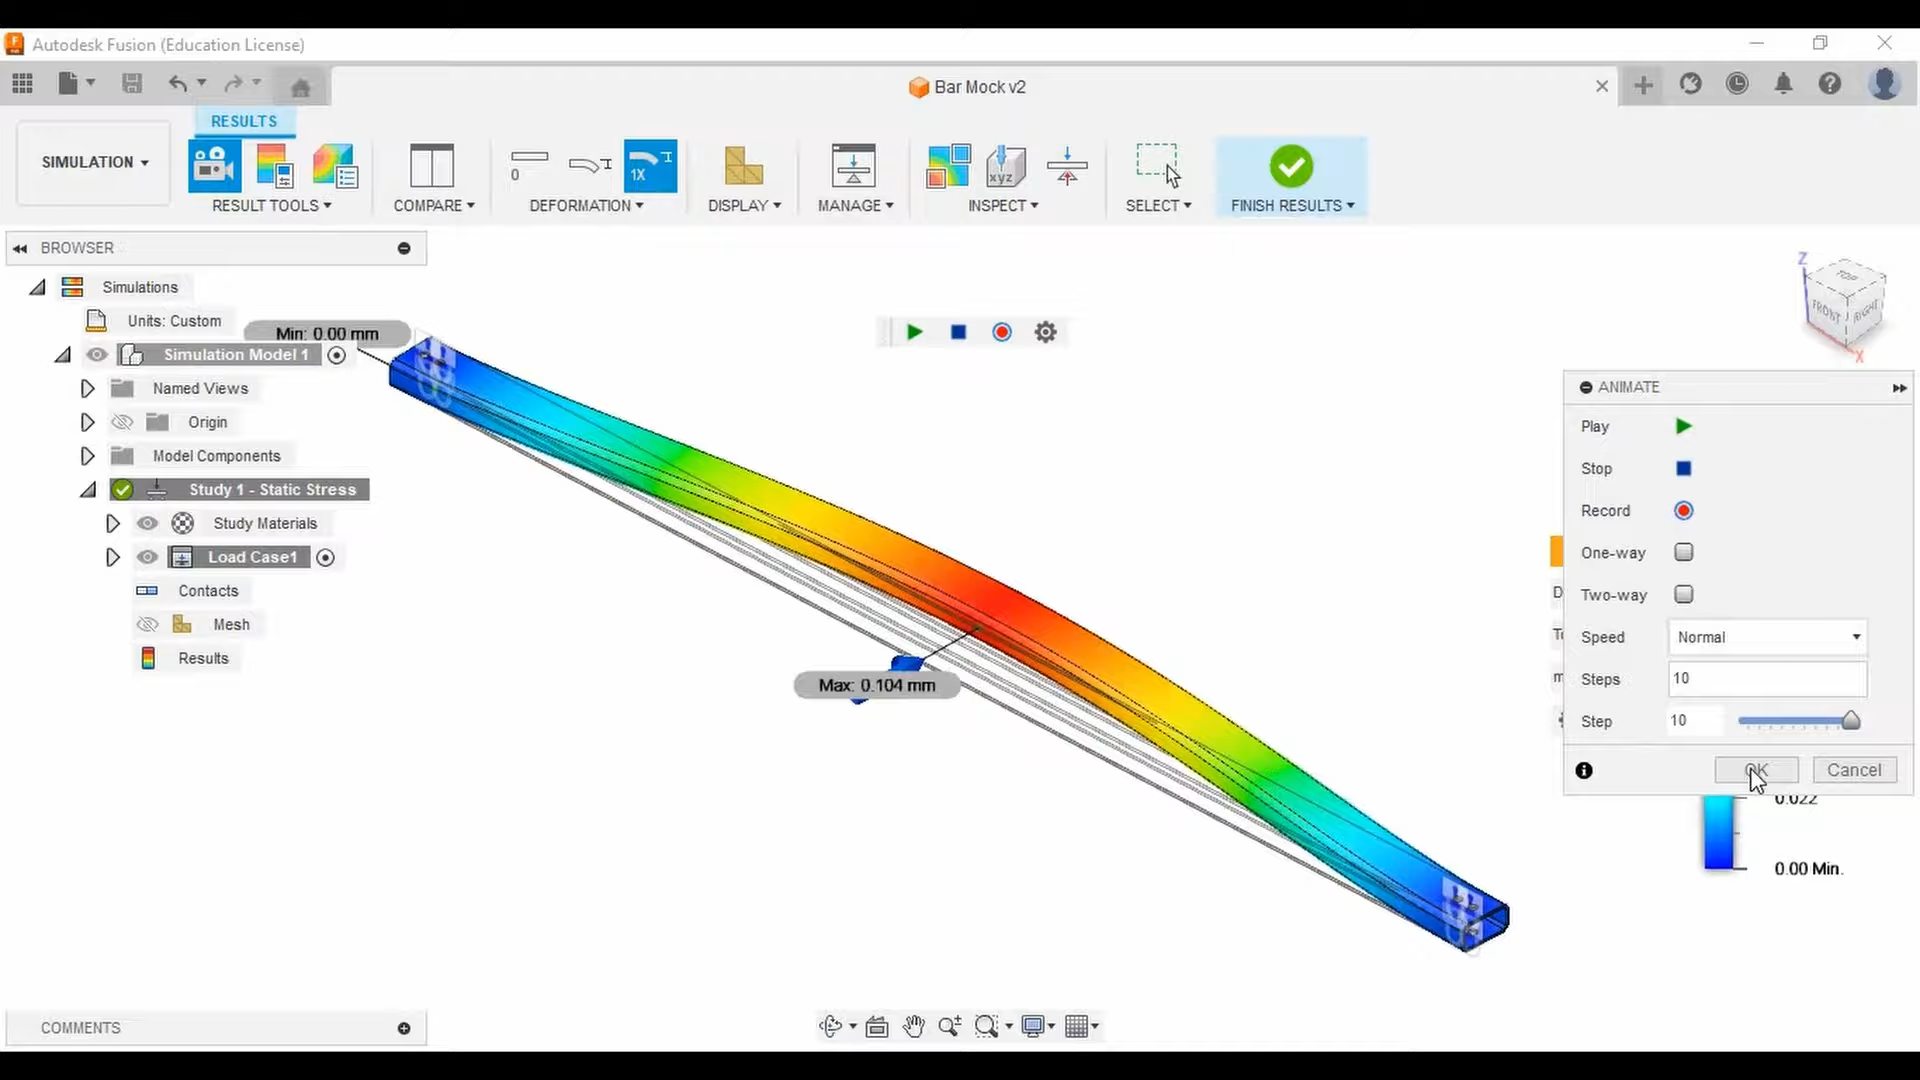 Autodesk Fusion (Education License)
Bar Mock v2
RESULTS
SIMULATION
0
1X
xyz
RESULT TOOLS
COMPARE
DEFORMATION
DISPLAY
MANAGE
INSPECT
SELECT
FINISH RESULTS
BROWSER
Simulations
Units: Custom
Simulation Model 1
Named Views
Origin
Model Components
Study 1 - Static Stress
Study Materials
Load Case1
Contacts
Mesh
Results
Min: 0.00 mm
Max: 0.104 mm
Z
TOP
FRONT
RIGHT
X
ANIMATE
Play
Stop
Record
One-way
Two-way
Speed
Normal
Steps
10
Step
10
OK
Cancel
0.022
0.00 Min.
COMMENTS